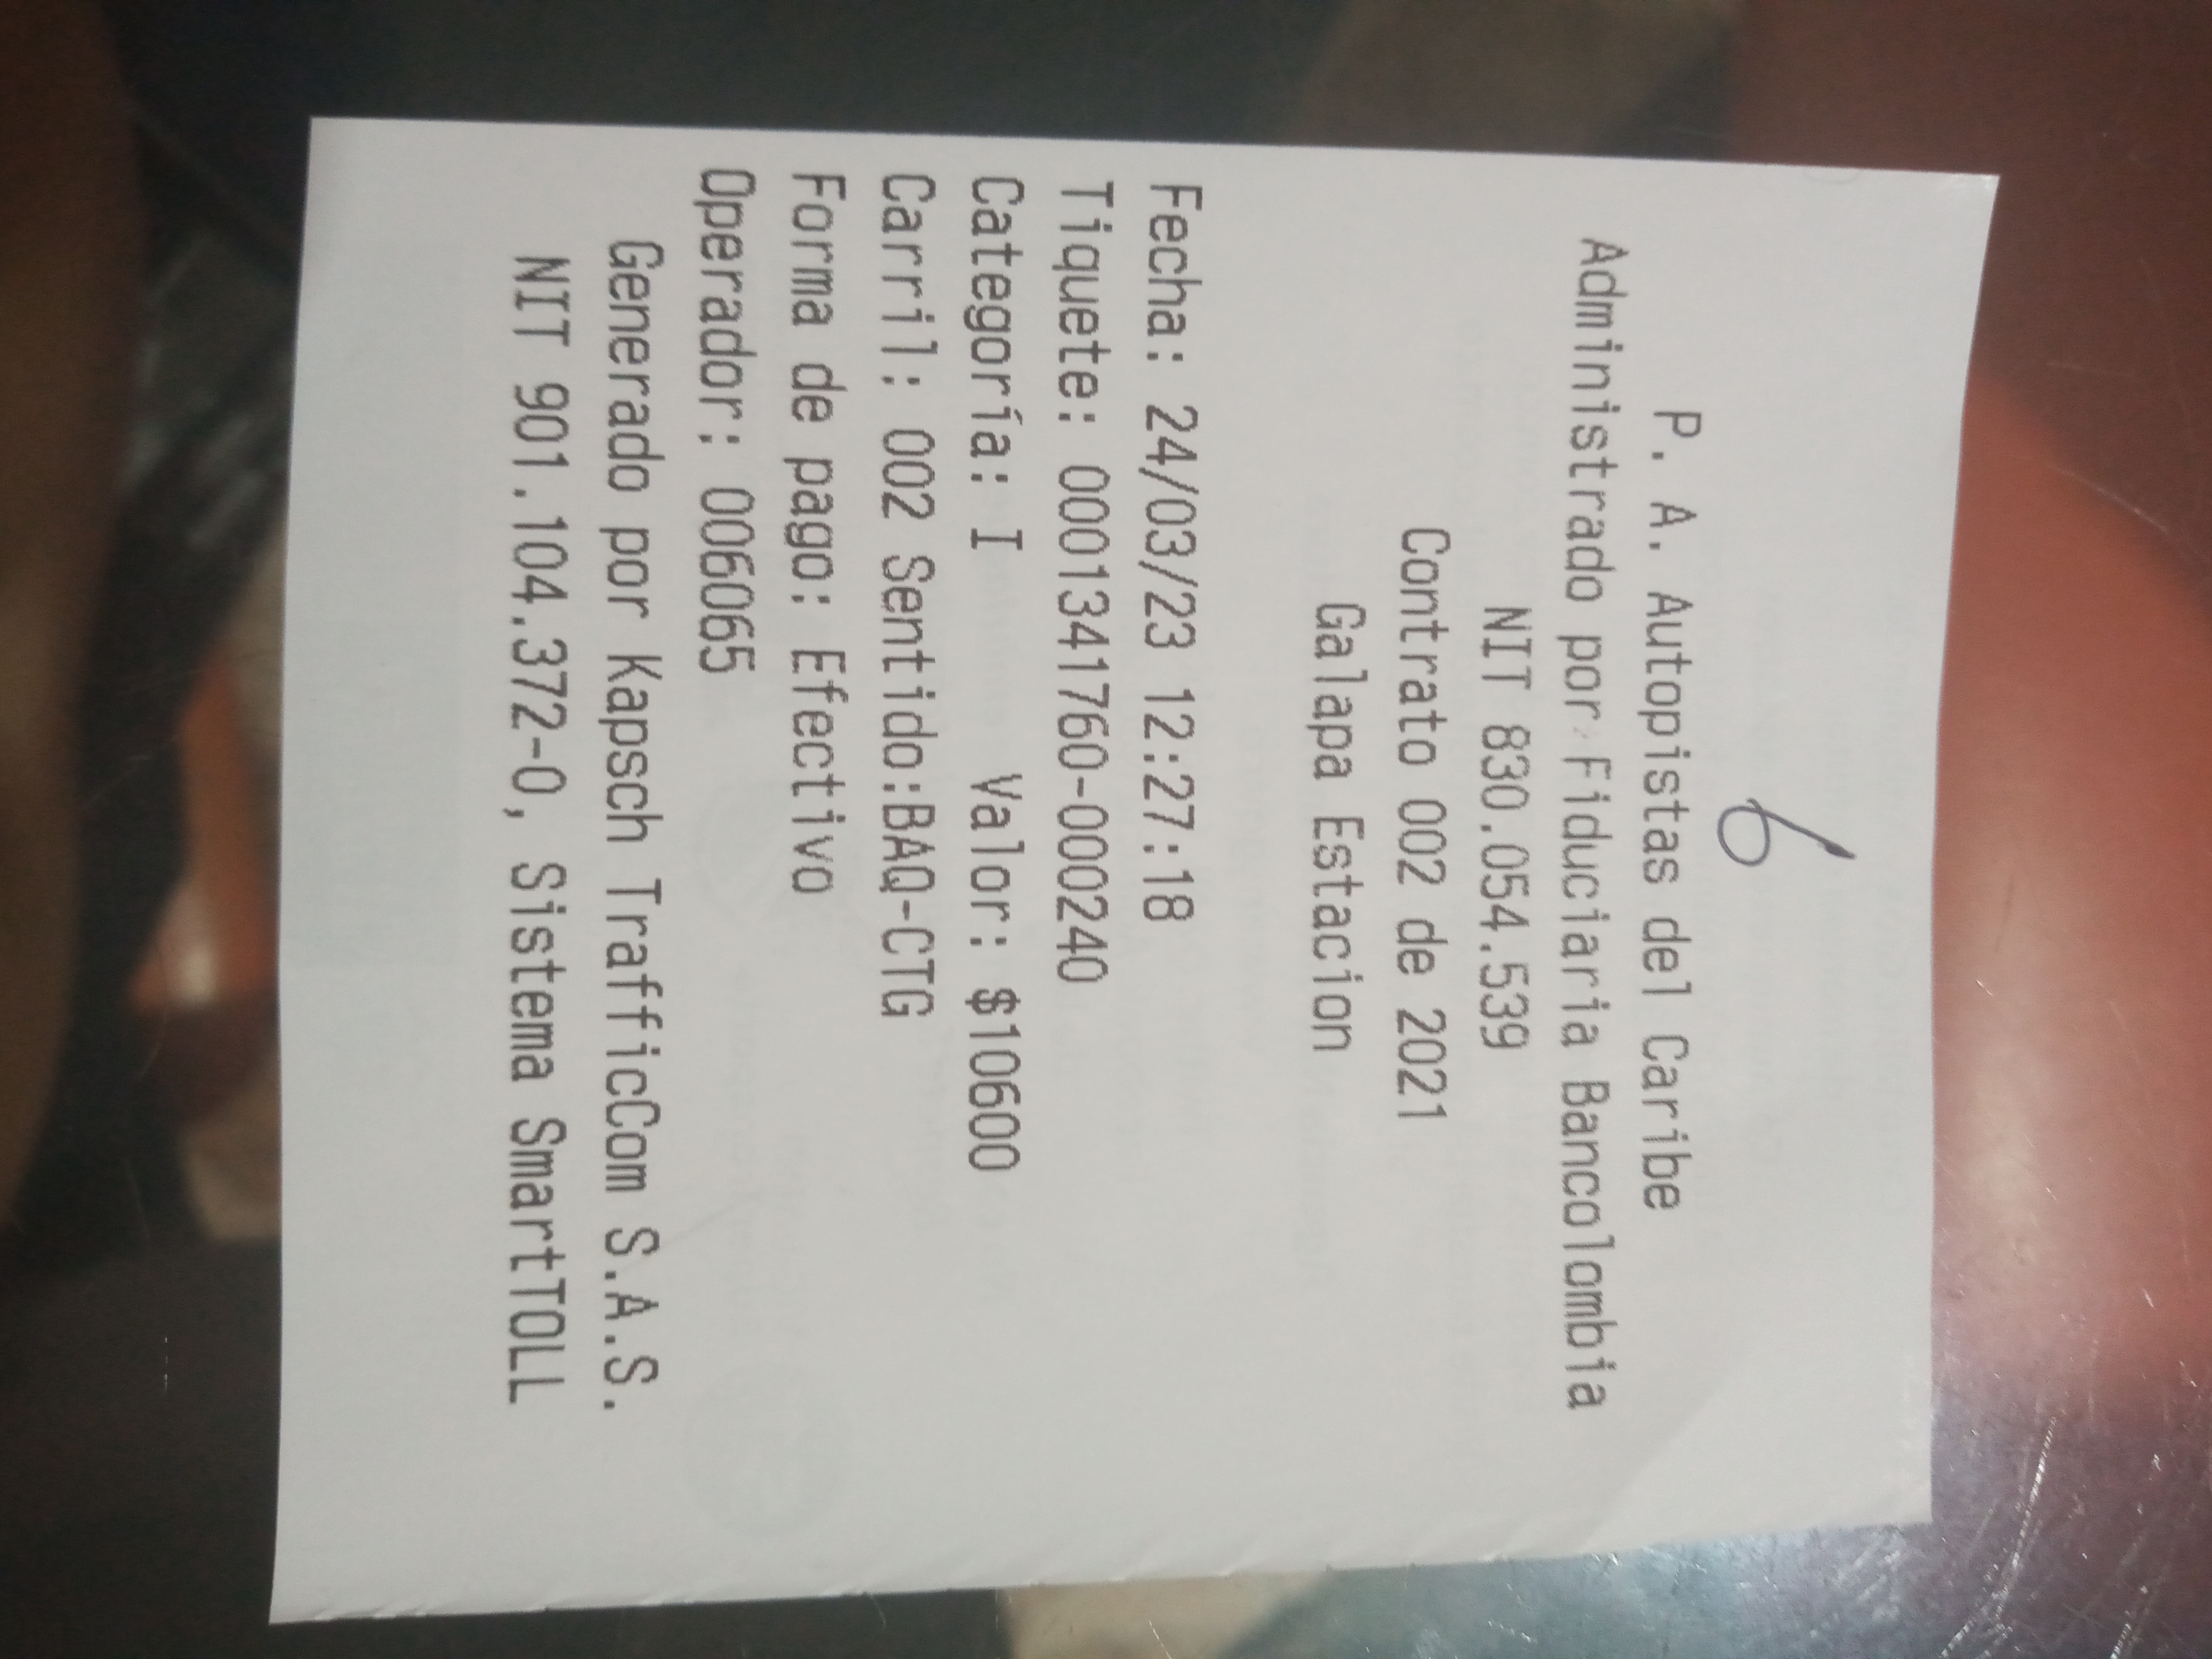 6
P. A. Autopistas del Caribe
Administrado por Fiduciaria Bancolombia
NIT 830.054.539
Contrato 002 de 2021
Galapa Estacion
Fecha: 24/03/23 12:27:18
Tiquete: 0001341760-000240
Categoría: I Valor: $10600
Carril: 002 Sentido:BAQ-CTG
Forma de pago: Efectivo
Operador: 006065
Generado por Kapsch TrafficCom S.A.S.
NIT 901.104.372-0, Sistema SmartTOLL